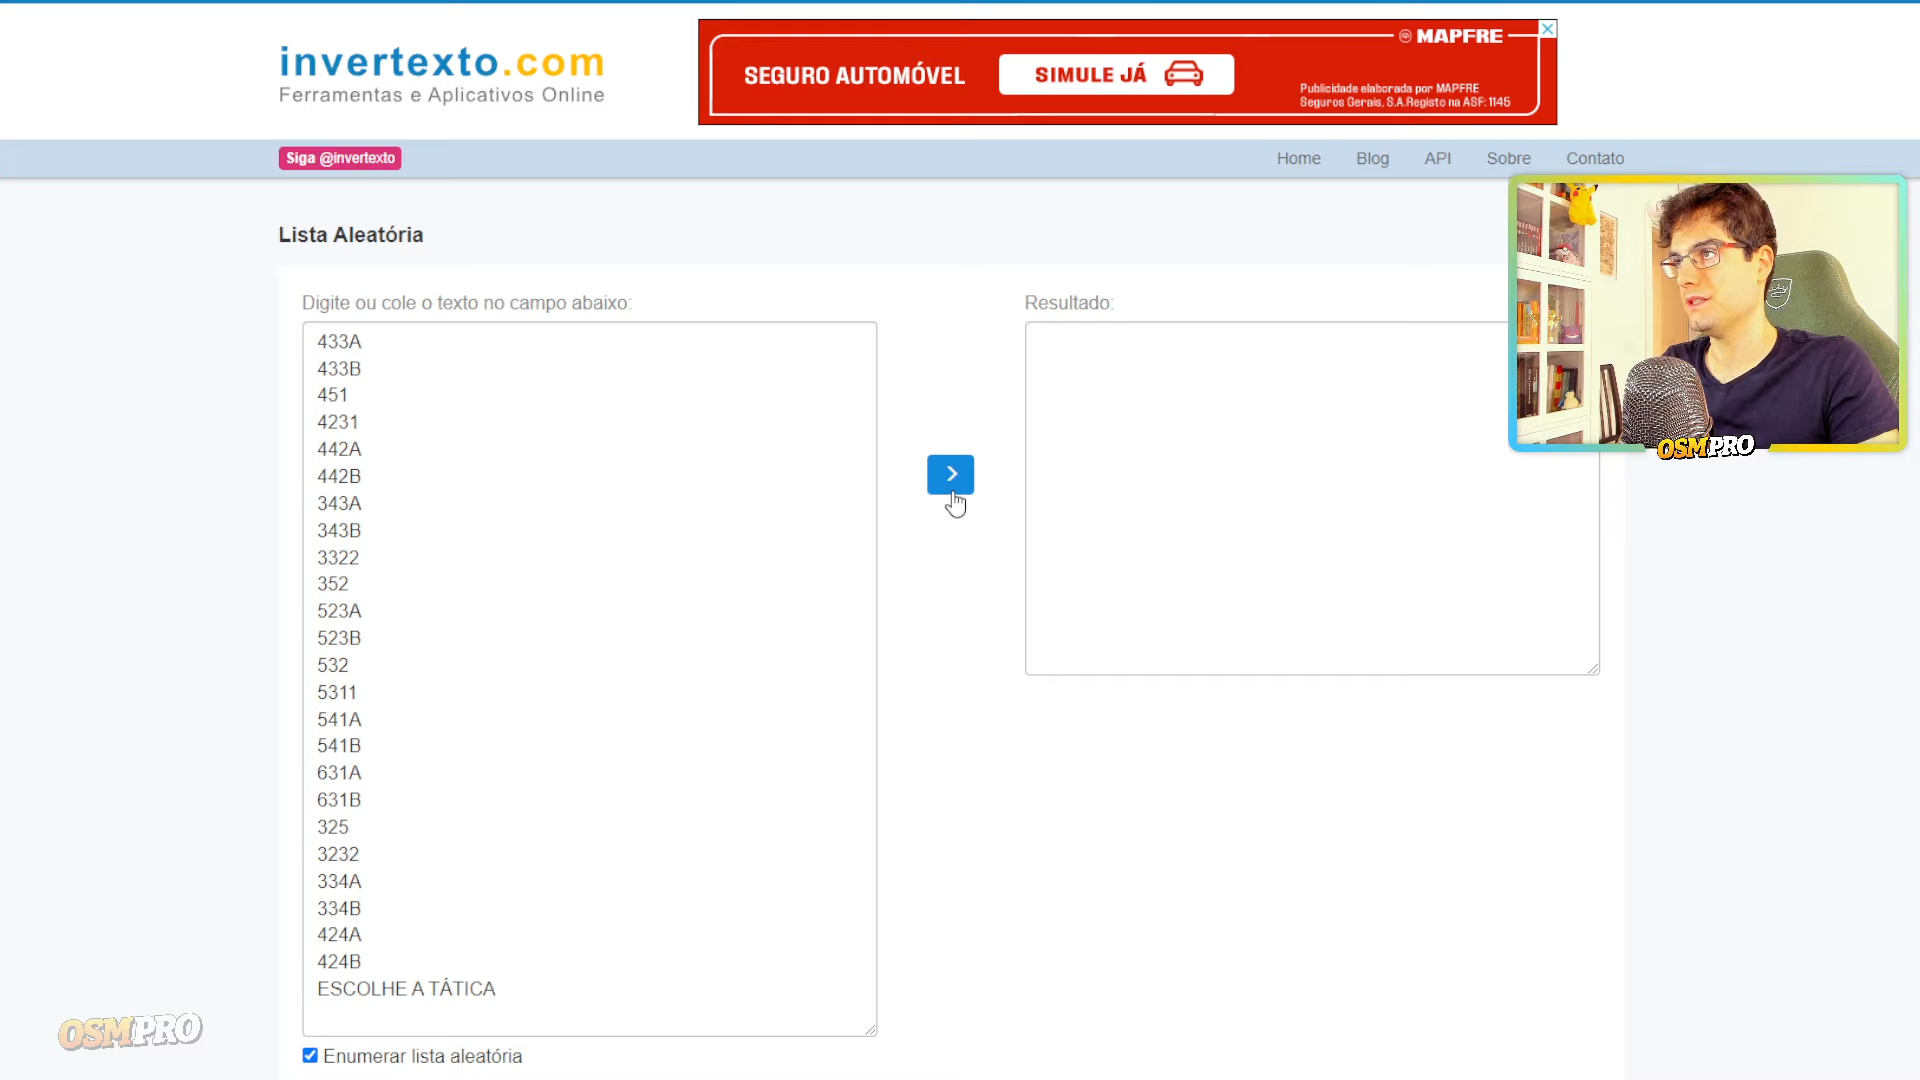 invertexto.com
Ferramentas e Aplicativos Online
SEGURO AUTOMÓVEL
SIMULE JÁ
MAPFRE
Publicidade elaborada por MAPFRE
Seguros Gerais, S.A.Registo na ASF: 1145
Siga @invertexto
Home
Blog
API
Sobre
Contato
Lista Aleatória
Digite ou cole o texto no campo abaixo:
Resultado:
433A
433B
451
4231
442A
442B
343A
343B
3322
352
523A
523B
532
5311
541A
541B
631A
631B
325
3232
334A
334B
424A
424B
ESCOLHE A TÁTICA
Enumerar lista aleatória
OSMPRO
OSMPRO